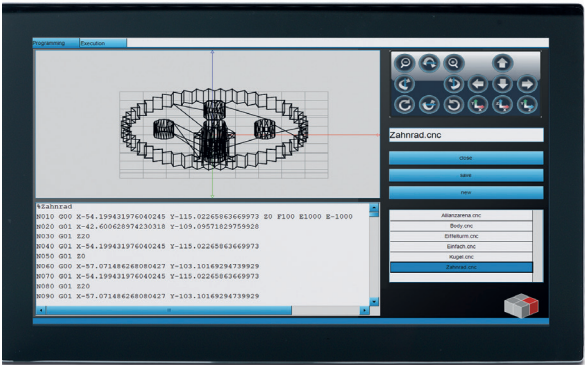 Programming
Execution
Zahnrad.cnc
close
save
new
%Zahnrad
N010 G00 X-54.199431976040245 Y-115.02265863669973 Z0 F100 E1000 E-1000
N020 G01 X-42.600628974230318 Y-109.09571829759928
N030 G01 Z20
N040 G01 X-54.199431976040245 Y-115.02265863669973
N050 G01 Z0
N060 G00 X-57.071486268080427 Y-103.10169294739929
N070 G01 X-54.199431976040245 Y-115.02265863669973
N080 G01 Z20
N090 G01 X-57.071486268080427 Y-103.10169294739929
Allianzarena.cnc
Body.cnc
Eiffelturm.cnc
Einfach.cnc
Kugel.cnc
Zahnrad.cnc